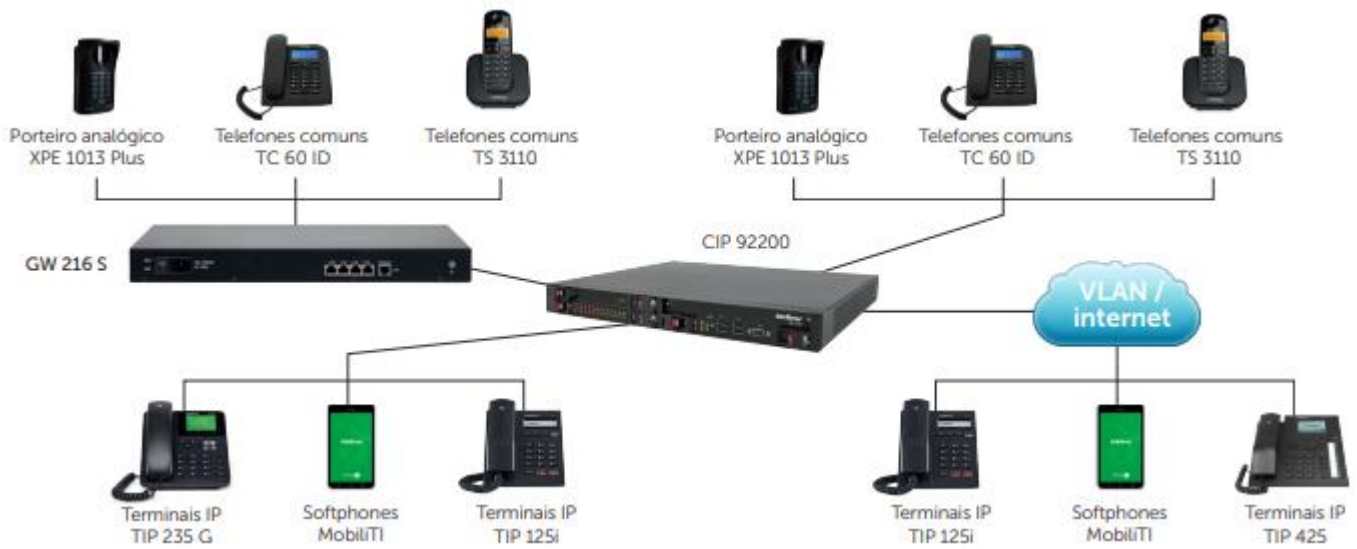 Porteiro analógico
XPE 1013 Plus
Telefones comuns
TC 60 ID
Telefones comuns
TS 3110
Porteiro analógico
XPE 1013 Plus
Telefones comuns
TC 60 ID
Telefones comuns
TS 3110
GW 216 S
CIP 92200
VLAN /
internet
Terminais IP
TIP 235 G
Softphones
MobiliTI
Terminais IP
TIP 125i
Terminais IP
TIP 125i
Softphones
MobiliTI
Terminais IP
TIP 425